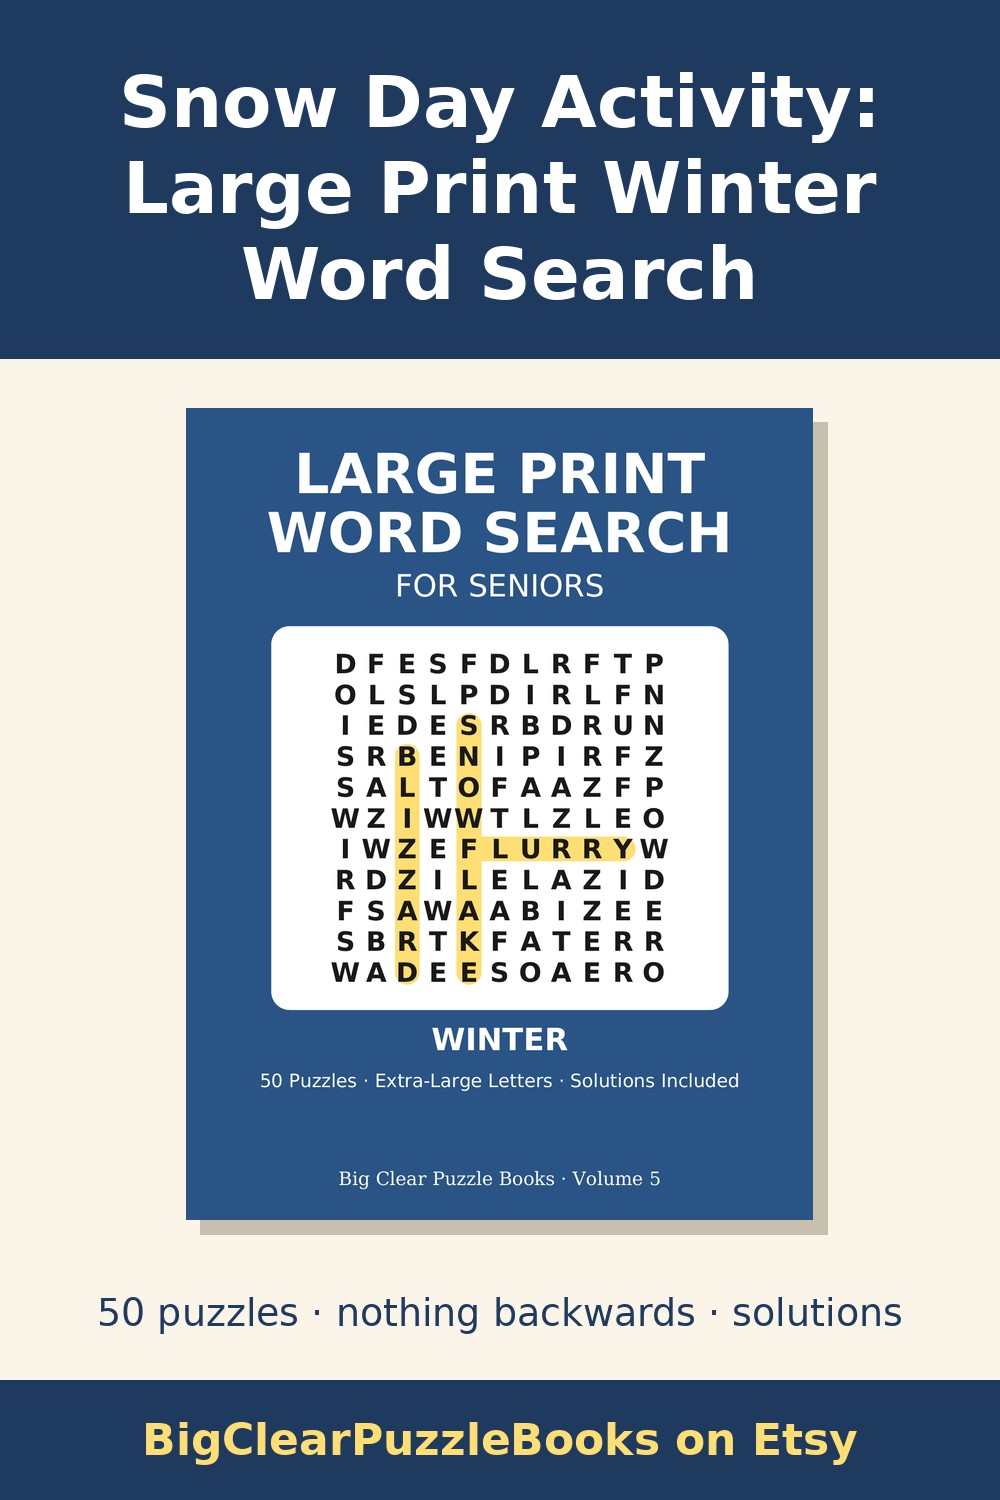 Snow Day Activity:
Large Print Winter
Word Search
LARGE PRINT
WORD SEARCH
FOR SENIORS
D F E S F D L R F T P
O L S L P D I R L F N
I E D E S R B D R U N
S R B E N I P I R F Z
S A L T O F A A Z F P
W Z I W W T L Z L E O
I W Z E F L U R R Y W
R D Z I L E L A Z I D
F S A W A A B I Z E E
S B R T K F A T E R R
W A D E E S O A E R O
WINTER
50 Puzzles · Extra-Large Letters · Solutions Included
Big Clear Puzzle Books · Volume 5
50 puzzles · nothing backwards · solutions
BigClearPuzzleBooks on Etsy